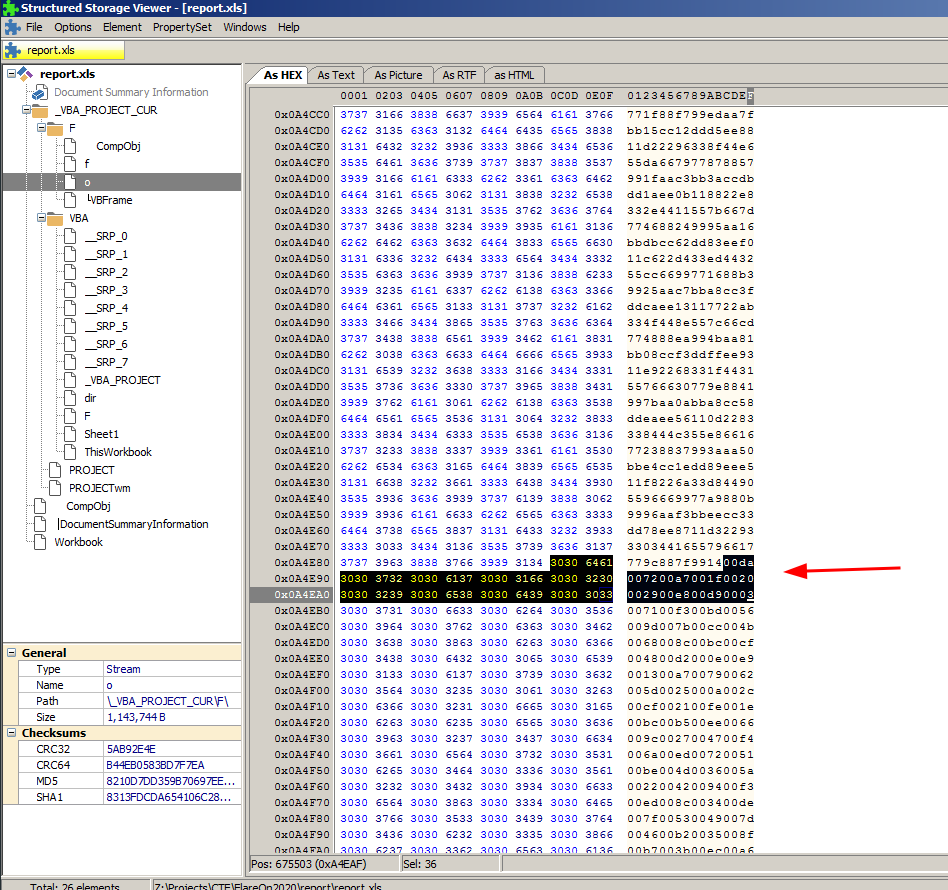 Structured Storage Viewer - [report.xls]
File Options Element PropertySet Windows Help
report.xls
report.xls
Document Summary Information
_VBA_PROJECT_CUR
F
CompObj
f
o
VBFrame
VBA
__SRP_0
__SRP_1
__SRP_2
__SRP_3
__SRP_4
__SRP_5
__SRP_6
__SRP_7
_VBA_PROJECT
dir
F
Sheet1
ThisWorkbook
PROJECT
PROJECTwm
CompObj
DocumentSummaryInformation
Workbook
General
Type Stream
Name o
Path \_VBA_PROJECT_CUR\F\
Size 1,143,744 B
Checksums
CRC32 5AB92E4E
CRC64 B44EB0583BD7F7EA
MD5 8210D7DD359B70697EE...
SHA1 8313FDCDA654106C28...
As HEX As Text As Picture As RTF as HTML
0001 0203 0405 0607 0809 0A0B 0C0D 0E0F 0123456789ABCDEF
0x0A4CC0 3737 3166 3838 6637 3939 6564 6161 3766 771f88f799edaa7f
0x0A4CD0 6262 3135 6363 3132 6464 6435 6565 3838 bb15cc12ddd5ee88
0x0A4CE0 3131 6432 3232 3936 3333 3866 3434 6536 11d22296338f44e6
0x0A4CF0 3535 6461 3636 3739 3737 3837 3838 3537 55da667977878857
0x0A4D00 3939 3166 6161 6333 6262 3361 6363 6462 991faac3bb3accdb
0x0A4D10 6464 3161 6565 3062 3131 3838 3232 6538 dd1aee0b118822e8
0x0A4D20 3333 3265 3434 3131 3535 3762 3636 3764 332e4411557b667d
0x0A4D30 3737 3436 3838 3234 3939 3935 6161 3136 774688249995aa16
0x0A4D40 6262 6462 6363 3632 6464 3833 6565 6630 bbdbcc62dd83eef0
0x0A4D50 3131 6336 3232 6434 3333 6564 3434 3332 11c622d433ed4432
0x0A4D60 3535 6363 3636 3939 3737 3136 3838 6233 55cc6699771688b3
0x0A4D70 3939 3235 6161 6337 6262 6138 6363 3366 9925aac7bba8cc3f
0x0A4D80 6464 6361 6565 3133 3131 3737 3232 6162 ddcaee13117722ab
0x0A4D90 3333 3466 3434 3865 3535 3763 3636 6364 334f448e557c66cd
0x0A4DA0 3737 3438 3838 6561 3939 3462 6161 3831 774888ea994baa81
0x0A4DB0 6262 3038 6363 6633 6464 6666 6565 3933 bb08ccf3ddffee93
0x0A4DC0 3131 6539 3232 3638 3333 3166 3434 3331 11e92268331f4431
0x0A4DD0 3535 3736 3636 3330 3737 3965 3838 3431 55766630779e8841
0x0A4DE0 3939 3762 6161 3061 6262 6138 6363 3538 997baa0abba8cc58
0x0A4DF0 6464 6561 6565 3536 3131 3064 3232 3833 ddeaee56110d2283
0x0A4E00 3333 3834 3434 6333 3535 6538 3636 3136 338444c355e86616
0x0A4E10 3737 3233 3838 3337 3939 3361 6161 3530 77238837993aaa50
0x0A4E20 6262 6534 6363 3165 6464 3839 6565 6535 bbe4cc1edd89eee5
0x0A4E30 3131 6638 3232 3661 3333 6438 3434 3930 11f8226a33d84490
0x0A4E40 3535 3936 3636 3939 3737 6139 3838 3062 5596669977a9880b
0x0A4E50 3939 3936 6161 6633 6262 6565 6363 3333 9996aaf3bbeecc33
0x0A4E60 6464 3738 6565 3837 3131 6433 3232 3933 dd78ee8711d32293
0x0A4E70 3333 3033 3434 3136 3535 3739 3636 3137 3303441655796617
0x0A4E80 3737 3963 3838 3766 3939 3134 3030 6461 779c887f991400da
0x0A4E90 3030 3732 3030 6137 3030 3166 3030 3230 007200a7001f0020
0x0A4EA0 3030 3239 3030 6538 3030 6439 3030 3033 002900e800d90003
0x0A4EB0 3030 3731 3030 6633 3030 6264 3030 3536 007100f300bd0056
0x0A4EC0 3030 3964 3030 3762 3030 6363 3030 3462 009d007b00cc004b
0x0A4ED0 3030 3638 3030 3863 3030 6263 3030 6366 0068008c00bc00cf
0x0A4EE0 3030 3438 3030 6432 3030 3065 3030 6539 004800d2000e00e9
0x0A4EE0 3030 3133 3030 6137 3030 3739 3030 3632 001300a700790062
0x0A4F00 3030 3564 3030 3235 3030 3061 3030 3263 005d0025000a002c
0x0A4F10 3030 6366 3030 3231 3030 6665 3030 3165 00cf002100fe001e
0x0A4F20 3030 6263 3030 6235 3030 6565 3030 3636 00bc00b500ee0066
0x0A4F30 3030 3963 3030 3237 3030 3437 3030 6634 009c0027004700f4
0x0A4F40 3030 3661 3030 6564 3030 3732 3030 3531 006a00ed00720051
0x0A4F50 3030 6265 3030 3464 3030 3336 3030 3561 00be004d0036005a
0x0A4F60 3030 3232 3030 3432 3030 3934 3030 6633 00220042009400f3
0x0A4F70 3030 6564 3030 3863 3030 3334 3030 6465 00ed008c003400de
0x0A4F80 3030 3766 3030 3533 3030 3439 3030 3764 007f00530049007d
0x0A4F90 3030 3436 3030 6232 3030 3335 3030 3866 004600b20035008f
0x0A4FA0 3030 6237 3030 3362 3030 6563 3030 6136 00b7003b00ec00a6
Pos: 675503 (0xA4EAF) Sel: 36
Total: 26 elements Z:\Projects\CTF\FlareOn2020\report\report.xls